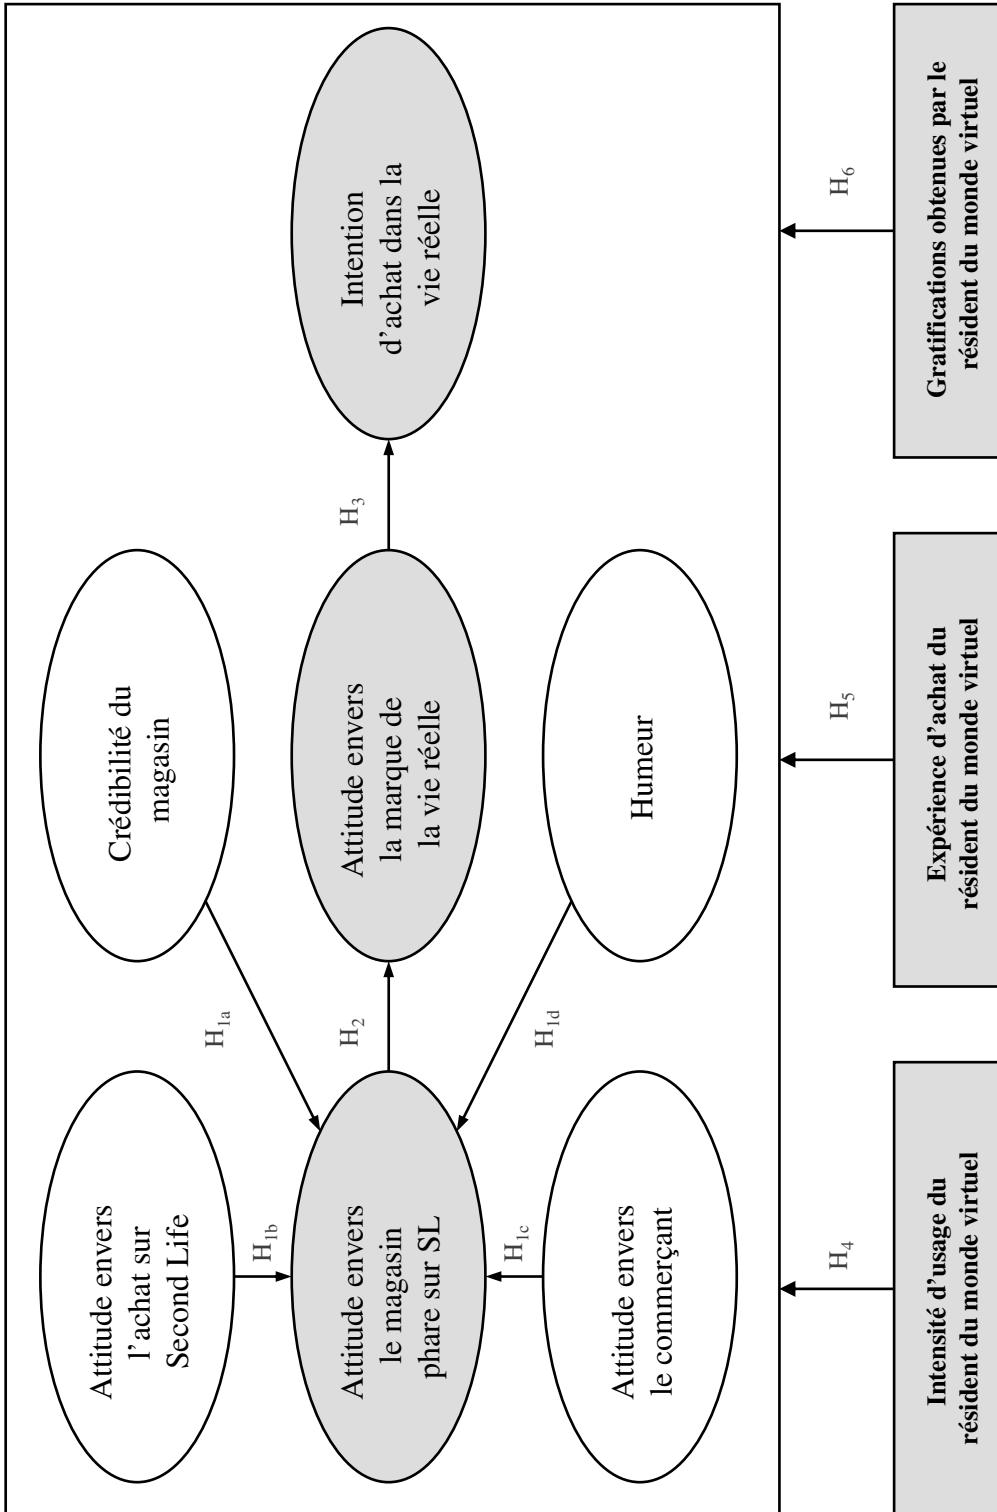 Attitude envers
l'achat sur
Second Life
Crédibilité du
magasin
H1b
H1a
Attitude envers
le magasin
phare sur SL
H2
Attitude envers
la marque de
la vie réelle
H3
Intention
d'achat dans la
vie réelle
H1c
H1d
Attitude envers
le commerçant
Humeur
H4
H5
H6
Intensité d'usage du
résident du monde virtuel
Expérience d'achat du
résident du monde virtuel
Gratifications obtenues par le
résident du monde virtuel